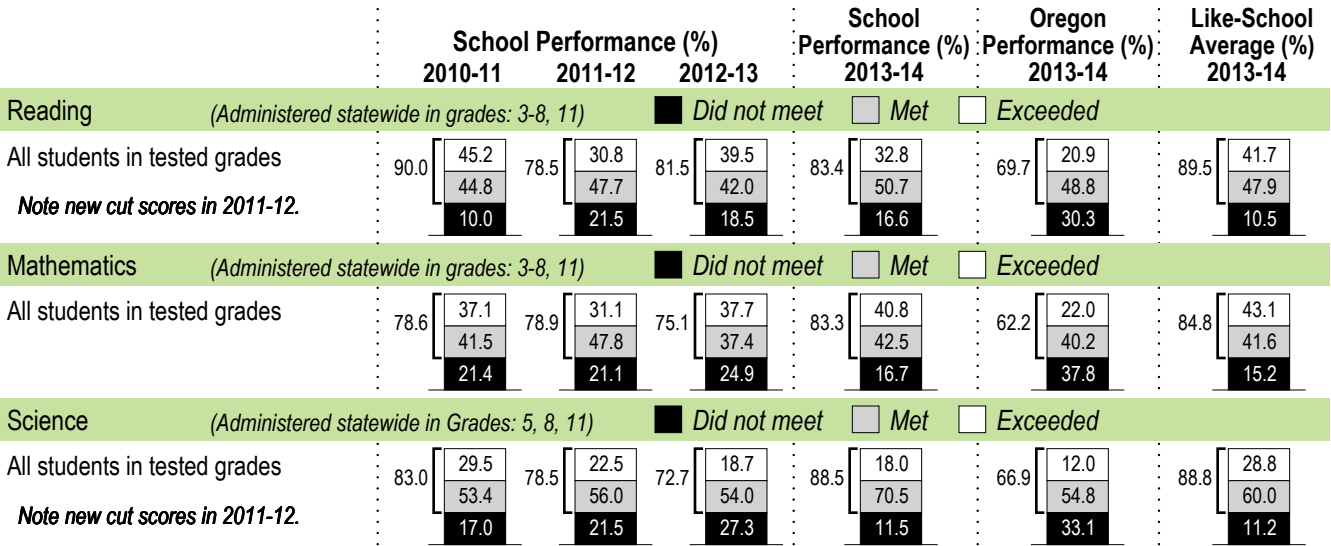 School Performance (%)
School
Performance (%)
2013-14
Oregon
Performance (%)
2013-14
Like-School
Average (%)
2013-14
2010-11 2011-12 2012-13
Reading (Administered statewide in grades: 3-8, 11) Did not meet Met Exceeded
All students in tested grades
Note new cut scores in 2011-12.
90.0 45.2 44.8 10.0
78.5 30.8 47.7 21.5
81.5 39.5 42.0 18.5
83.4 32.8 50.7 16.6
69.7 20.9 48.8 30.3
89.5 41.7 47.9 10.5
Mathematics (Administered statewide in grades: 3-8, 11) Did not meet Met Exceeded
All students in tested grades
78.6 37.1 41.5 21.4
78.9 31.1 47.8 21.1
75.1 37.7 37.4 24.9
83.3 40.8 42.5 16.7
62.2 22.0 40.2 37.8
84.8 43.1 41.6 15.2
Science (Administered statewide in Grades: 5, 8, 11) Did not meet Met Exceeded
All students in tested grades
Note new cut scores in 2011-12.
83.0 29.5 53.4 17.0
78.5 22.5 56.0 21.5
72.7 18.7 54.0 27.3
88.5 18.0 70.5 11.5
66.9 12.0 54.8 33.1
88.8 28.8 60.0 11.2